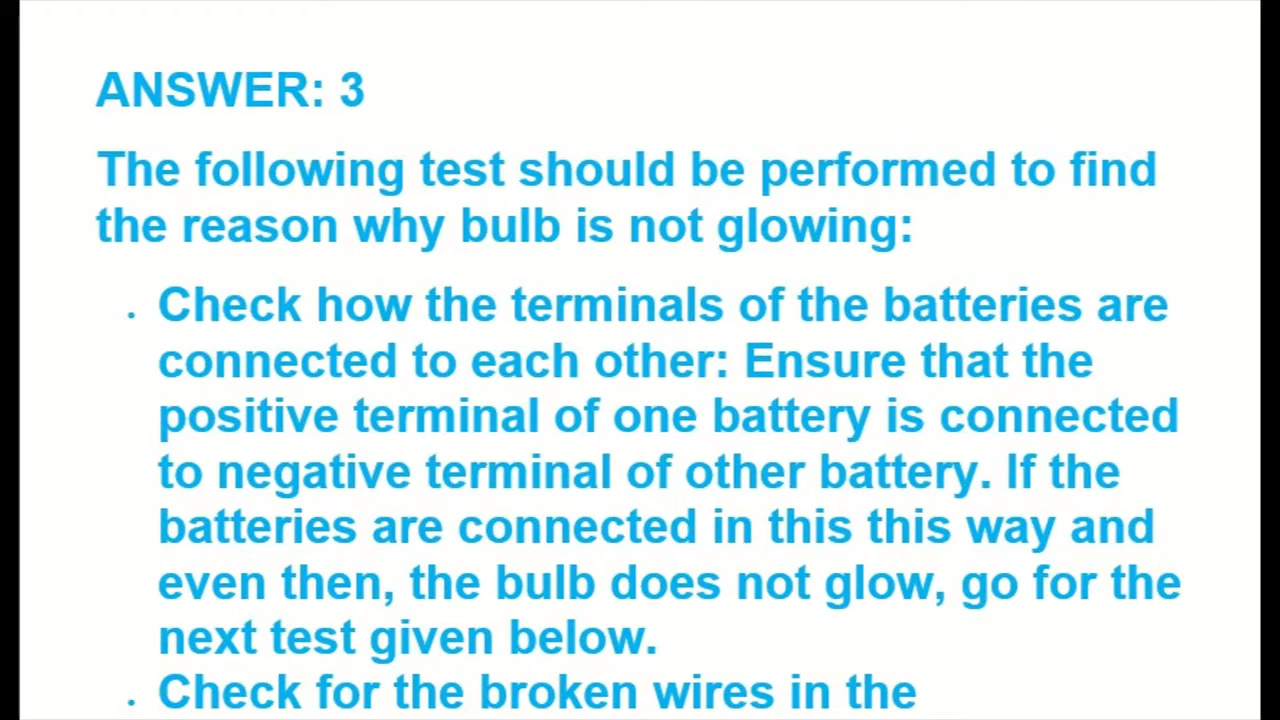 ANSWER: 3
The following test should be performed to find
the reason why bulb is not glowing:
. Check how the terminals of the batteries are
connected to each other: Ensure that the
positive terminal of one battery is connected
to negative terminal of other battery. If the
batteries are connected in this this way and
even then, the bulb does not glow, go for the
next test given below.
. Check for the broken wires in the